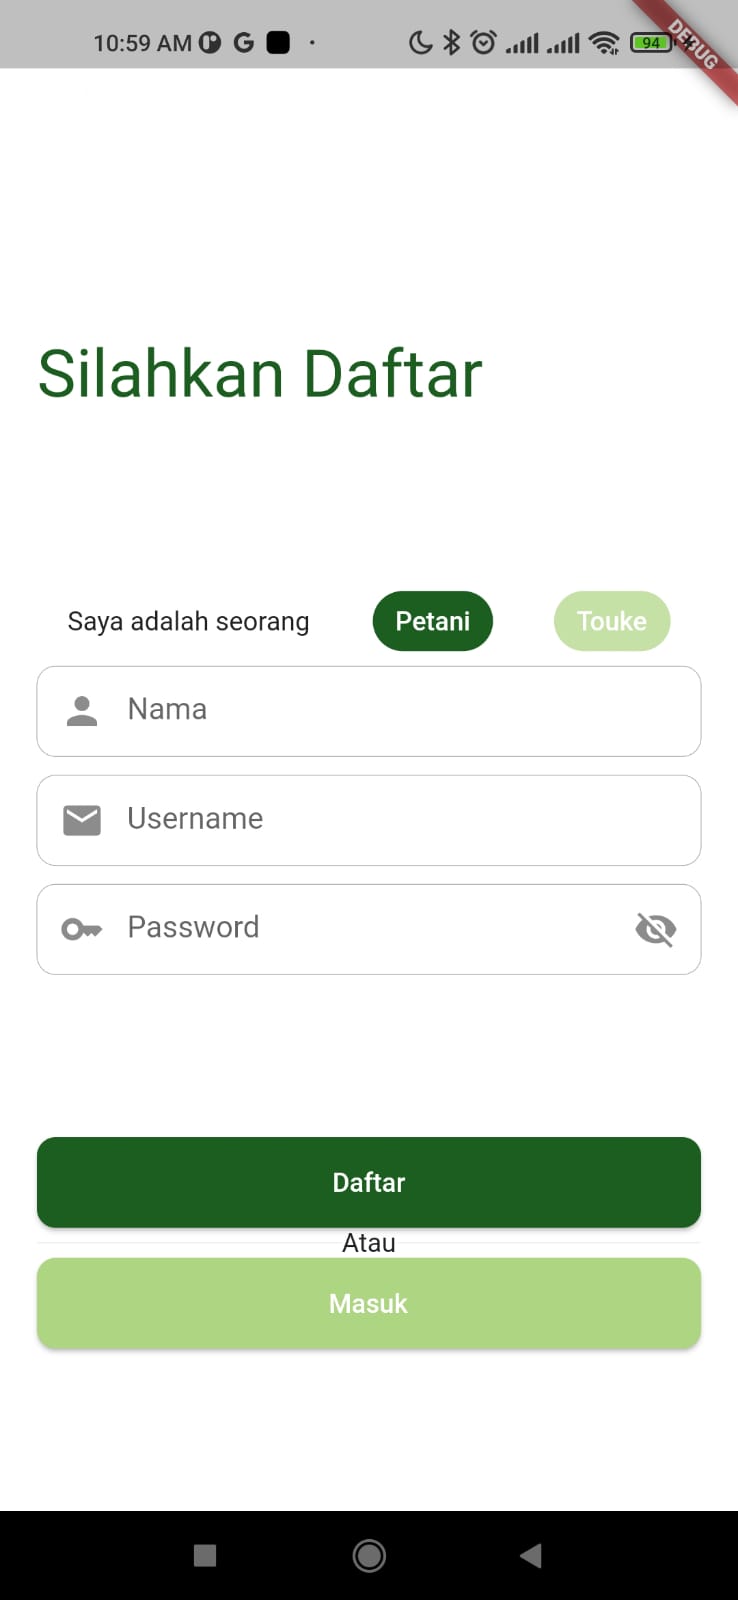 10:59 AM
94
DEBUG
Silahkan Daftar
Saya adalah seorang
Petani
Touke
Nama
Username
Password
Daftar
Atau
Masuk